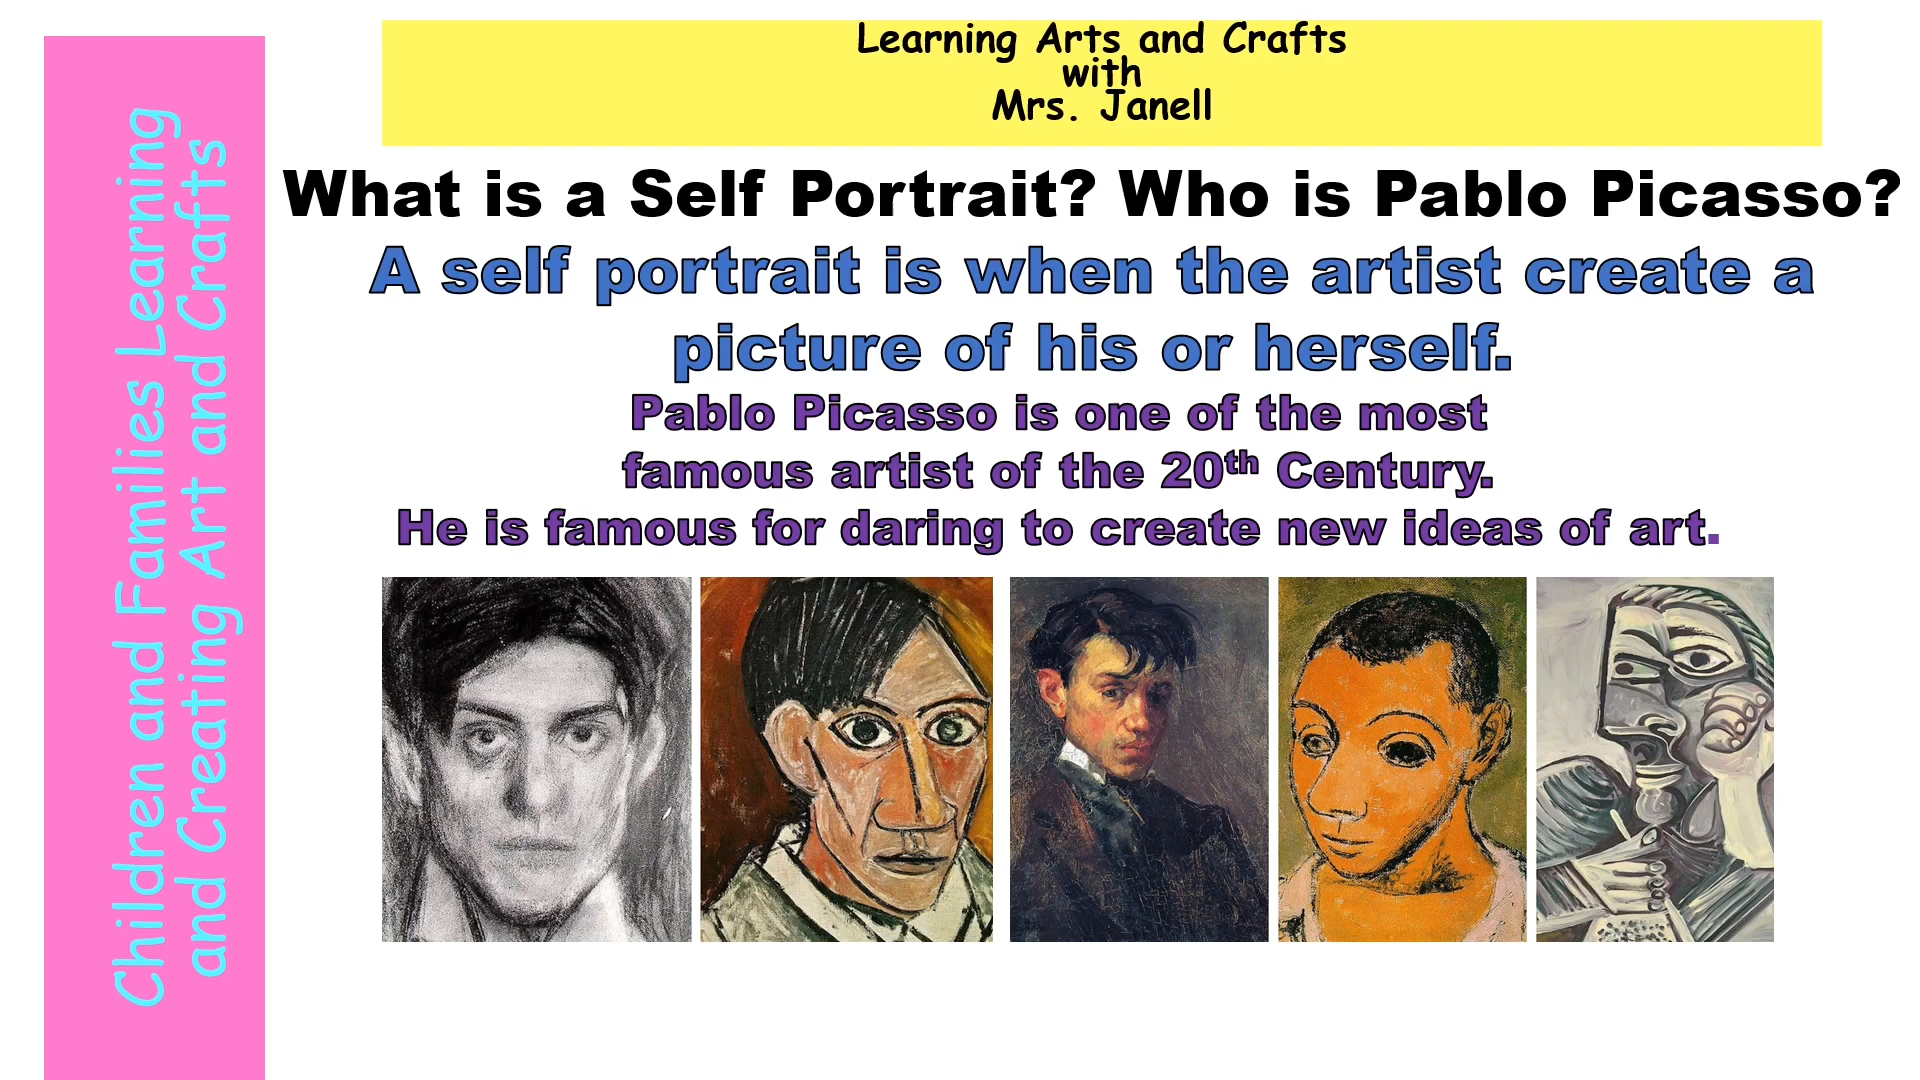 Learning Arts and Crafts
with
Mrs. Janell
What is a Self Portrait? Who is Pablo Picasso?
A self portrait is when the artist create a
picture of his or herself.
Pablo Picasso is one of the most
famous artist of the 20th Century.
He is famous for daring to create new ideas of art.
Children and Families Learning
and Creating Art and Crafts